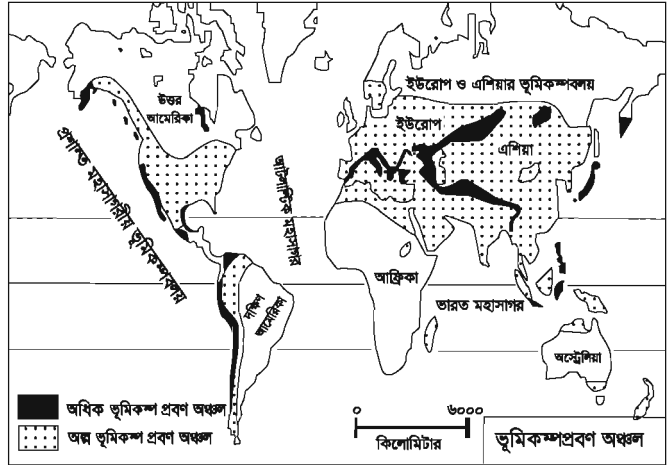 ইউরোপ ও এশিয়ার ভূমিকম্পবলয়
উত্তর
আমেরিকা
ইউরোপ
এশিয়া
প্রশান্ত মহাসাগরীয় ভূমিকম্পবলয়
আটলান্টিক মহাসাগর
আফ্রিকা
দক্ষিণ
আমেরিকা
ভারত মহাসাগর
অস্ট্রেলিয়া
অধিক ভূমিকম্প প্রবণ অঞ্চল
অল্প ভূমিকম্প প্রবণ অঞ্চল
০ ৬০০০
কিলোমিটার
ভূমিকম্পপ্রবণ অঞ্চল